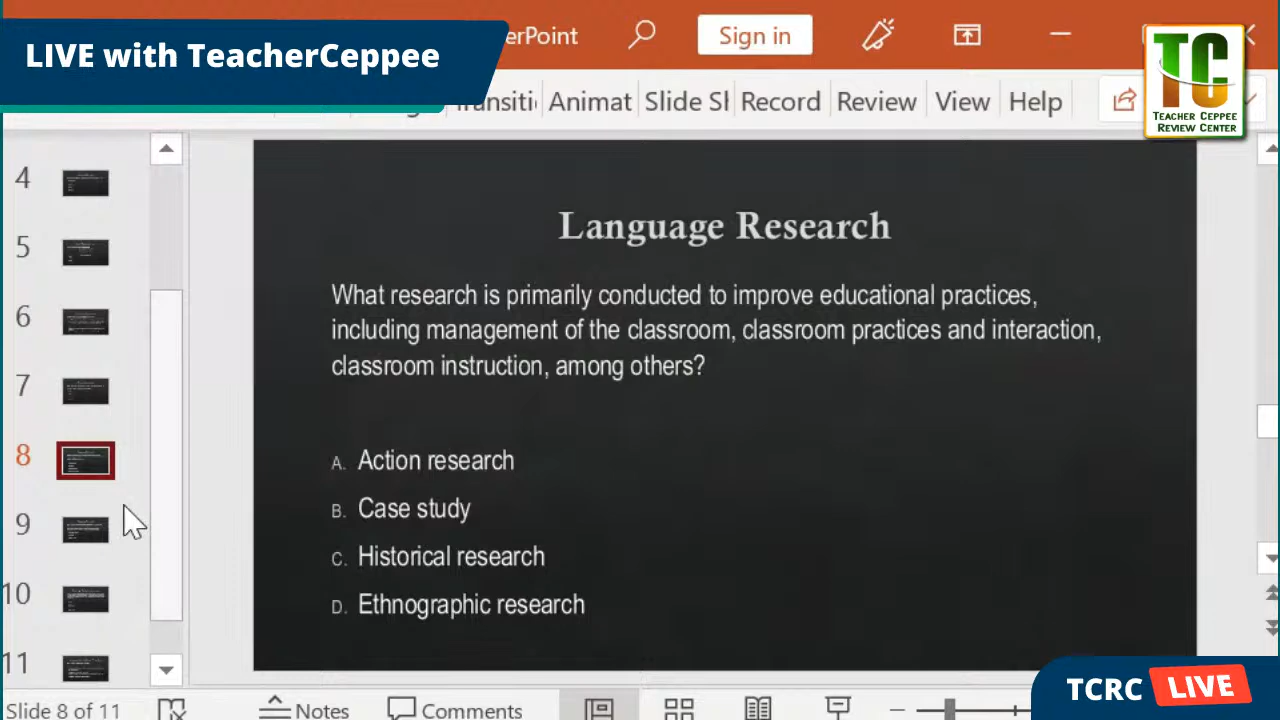 LIVE with TeacherCeppee
Sign in
TC
TEACHER CEPPEE
REVIEW CENTER
Animat
Slide Sh
Record
Review
View
Help
4
5
6
7
8
9
10
11
Language Research
What research is primarily conducted to improve educational practices,
including management of the classroom, classroom practices and interaction,
classroom instruction, among others?
A. Action research
B. Case study
C. Historical research
D. Ethnographic research
Slide 8 of 11
Notes
Comments
TCRC LIVE